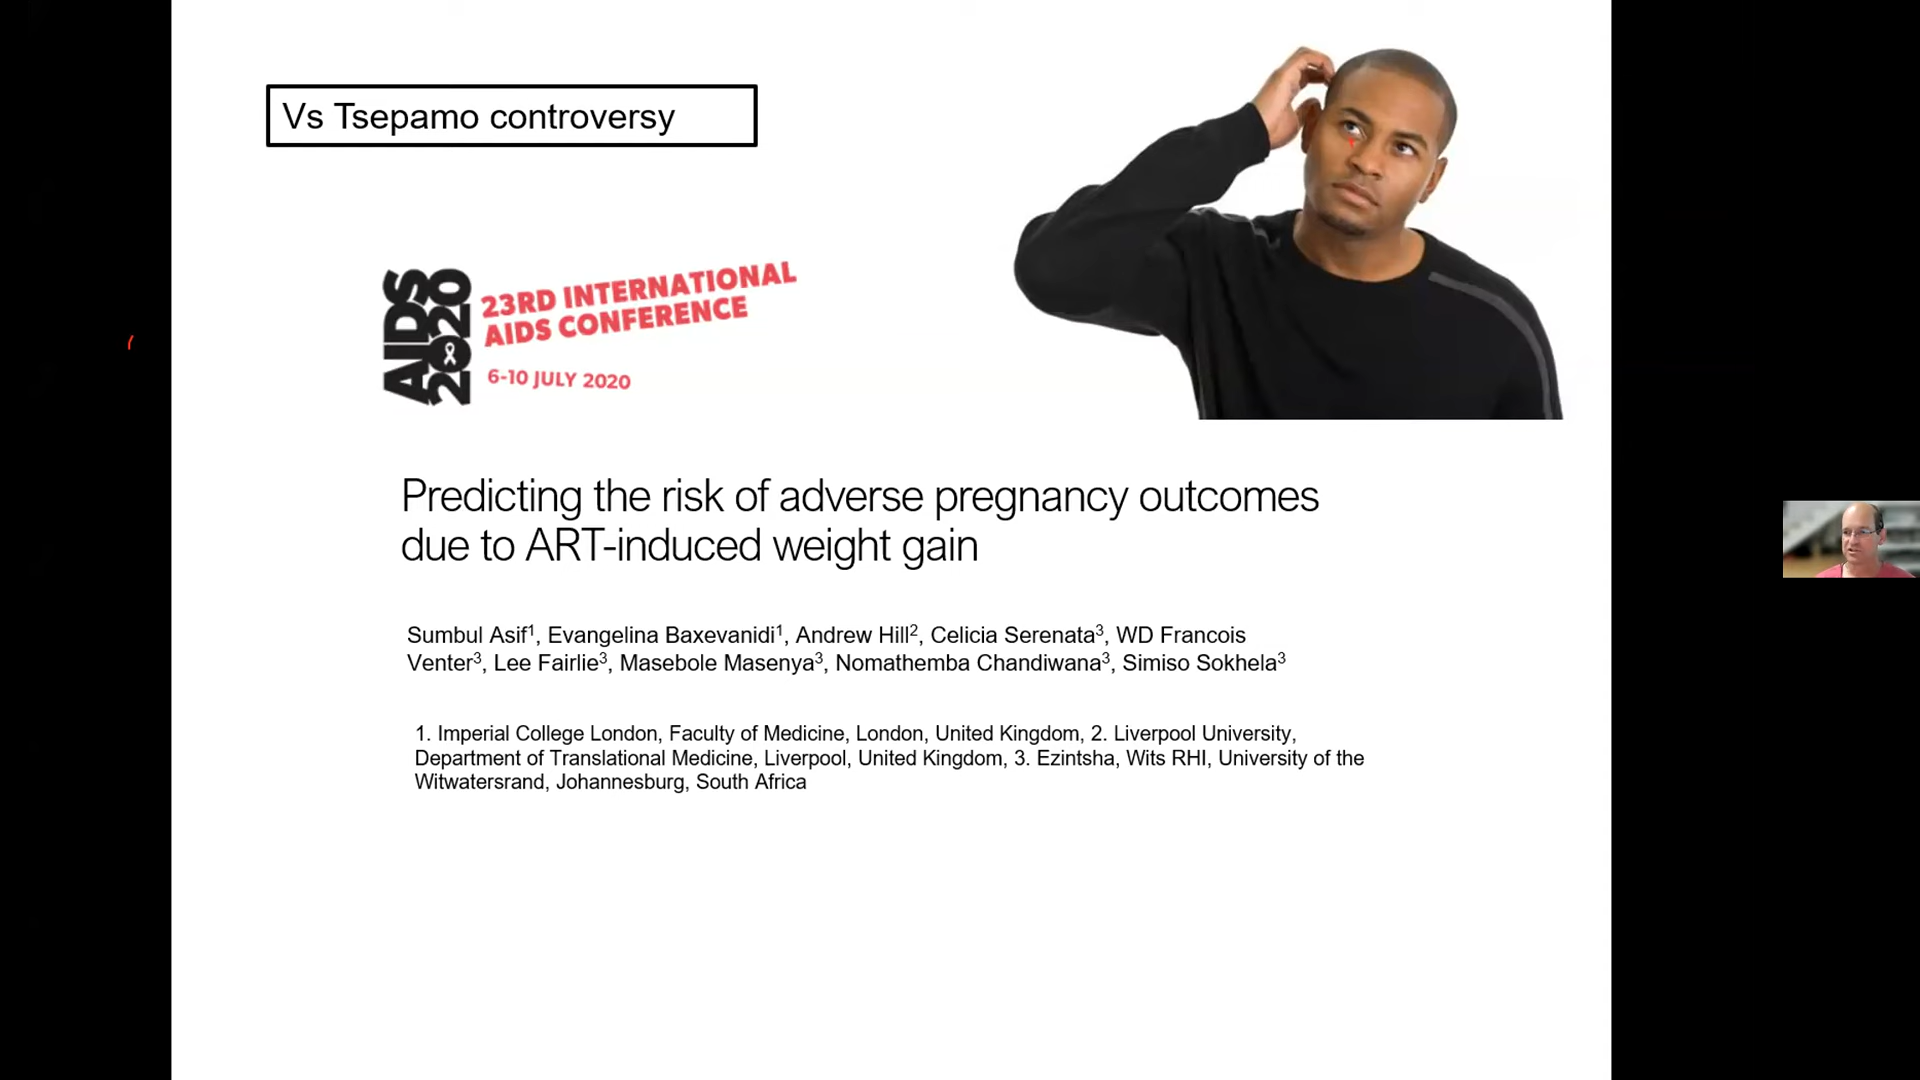 Vs Tsepamo controversy
AIDS
2020
23RD INTERNATIONAL
AIDS CONFERENCE
6-10 JULY 2020
Predicting the risk of adverse pregnancy outcomes
due to ART-induced weight gain
Sumbul Asif¹, Evangelina Baxevanidi¹, Andrew Hill², Celicia Serenata³, WD Francois
Venter³, Lee Fairlie³, Masebole Masenya³, Nomathemba Chandiwana³, Simiso Sokhela³
1. Imperial College London, Faculty of Medicine, London, United Kingdom, 2. Liverpool University,
Department of Translational Medicine, Liverpool, United Kingdom, 3. Ezintsha, Wits RHI, University of the
Witwatersrand, Johannesburg, South Africa